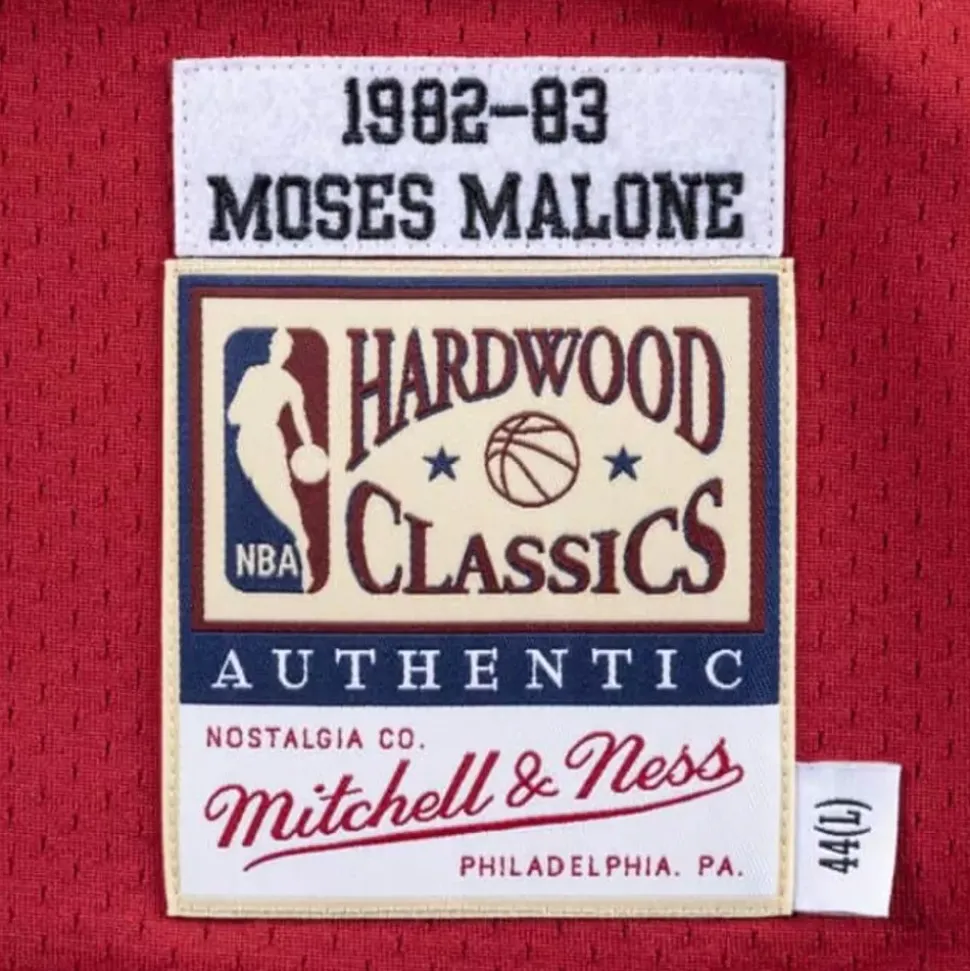 1982-83
MOSES MALONE
HARDWOOD
CLASSICS
NBA
AUTHENTIC
NOSTALGIA CO.
Mitchell & Ness
PHILADELPHIA. PA.
44(L)